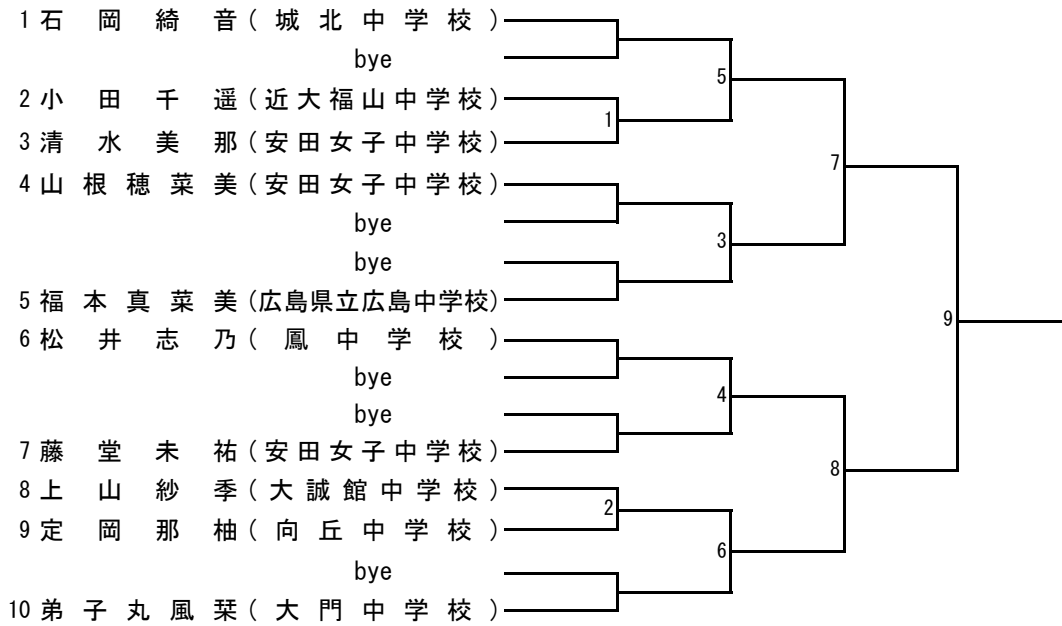 1 石岡綺音(城北中学校)
bye
5
2 小田千遥(近大福山中学校)
1
3 清水美那(安田女子中学校)
7
4 山根穂菜美(安田女子中学校)
bye
3
bye
5 福本真菜美(広島県立広島中学校)
9
6 松井志乃(鳳中学校)
bye
4
bye
7 藤堂未祐(安田女子中学校)
8
8 上山紗季(大誠館中学校)
2
9 定岡那柚(向丘中学校)
6
bye
10 弟子丸風栞(大門中学校)